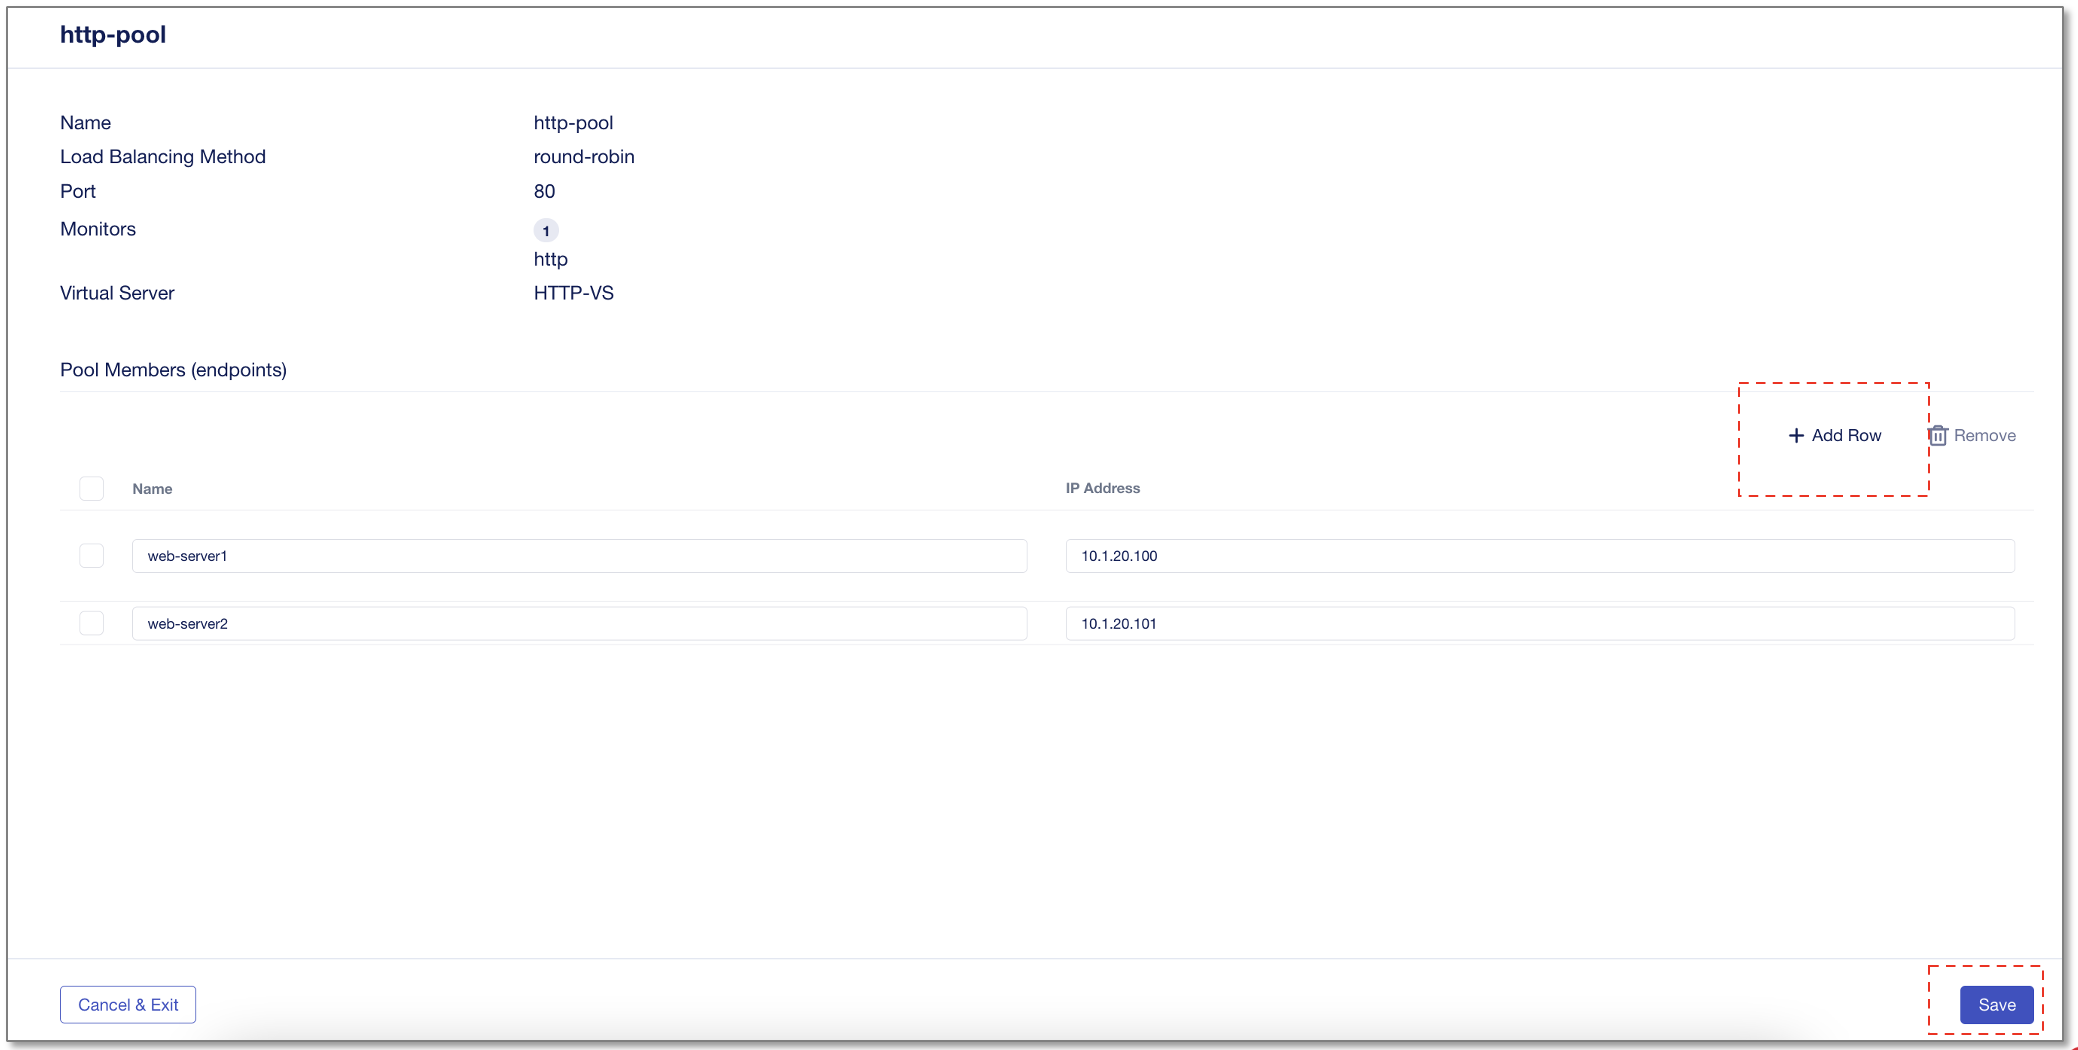 http-pool
Name http-pool
Load Balancing Method round-robin
Port 80
Monitors 1
http
Virtual Server HTTP-VS
Pool Members (endpoints)
Add Row Remove
Name IP Address
web-server1 10.1.20.100
web-server2 10.1.20.101
Cancel & Exit Save